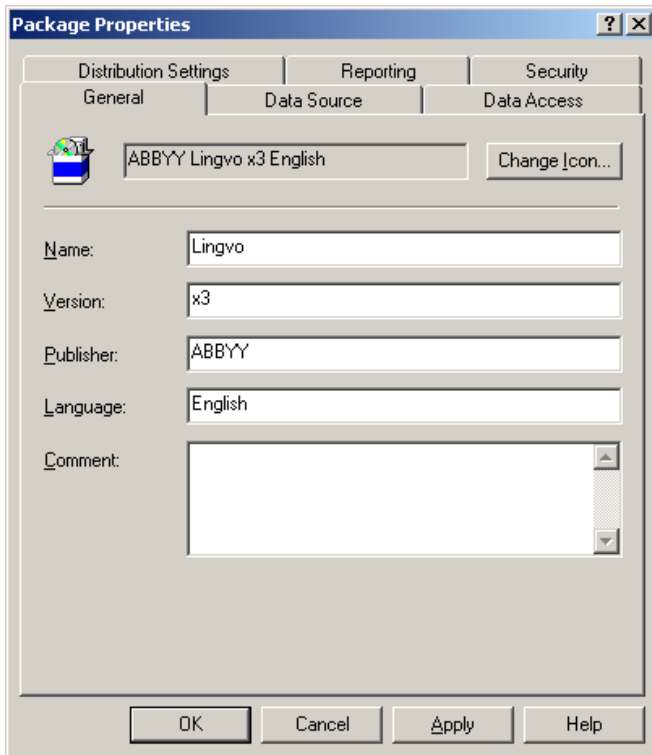 Package Properties
Distribution Settings Reporting Security
General Data Source Data Access
ABBYY Lingvo x3 English Change Icon...
Name: Lingvo
Version: x3
Publisher: ABBYY
Language: English
Comment:
OK Cancel Apply Help